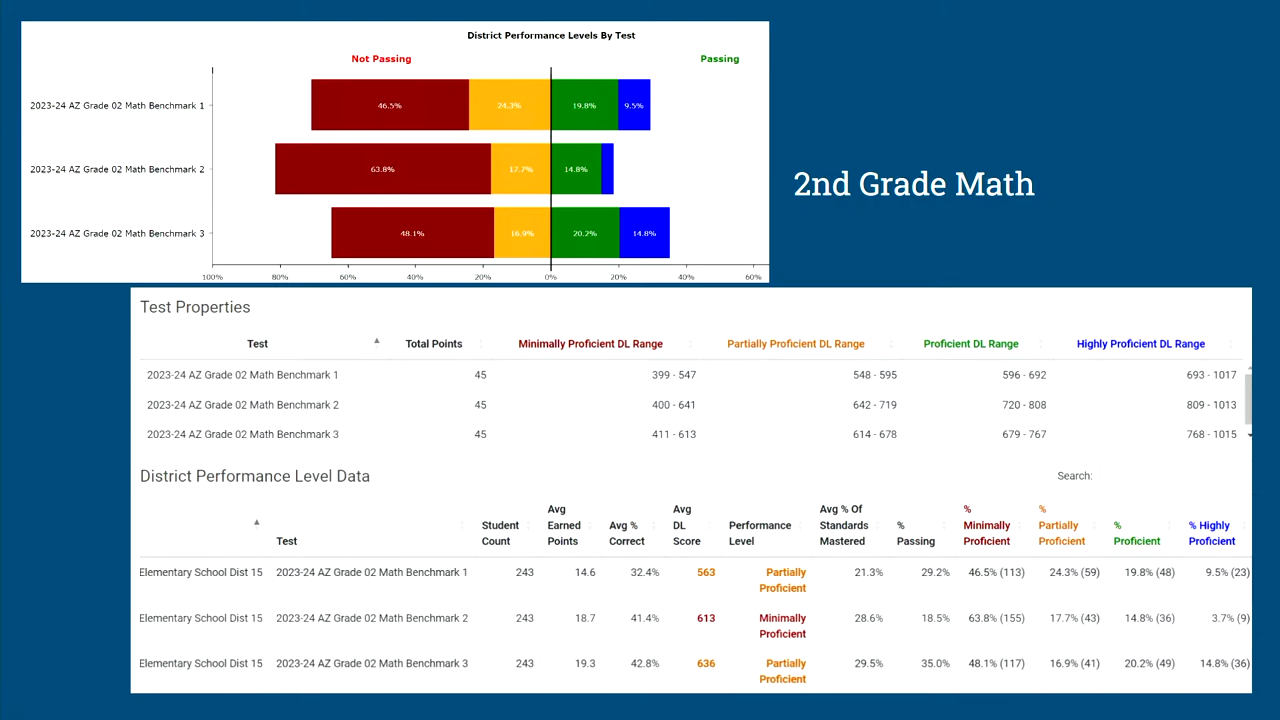 District Performance Levels By Test
Not Passing Passing
2023-24 AZ Grade 02 Math Benchmark 1 46.5% 24.3% 19.8% 9.5%
2023-24 AZ Grade 02 Math Benchmark 2 63.8% 17.7% 14.8%
2023-24 AZ Grade 02 Math Benchmark 3 48.1% 16.9% 20.2% 14.8%
100% 80% 60% 40% 20% 0% 20% 40% 60%
2nd Grade Math
Test Properties
Test Total Points Minimally Proficient DL Range Partially Proficient DL Range Proficient DL Range Highly Proficient DL Range
2023-24 AZ Grade 02 Math Benchmark 1 45 399 - 547 548 - 595 596 - 692 693 - 1017
2023-24 AZ Grade 02 Math Benchmark 2 45 400 - 641 642 - 719 720 - 808 809 - 1013
2023-24 AZ Grade 02 Math Benchmark 3 45 411 - 613 614 - 678 679 - 767 768 - 1015
District Performance Level Data Search:
Avg Avg Avg % Of % %
Student Earned Avg % DL Performance Standards % Minimally Partially % % Highly
Test Count Points Correct Score Level Mastered Passing Proficient Proficient Proficient Proficient
Elementary School Dist 15 2023-24 AZ Grade 02 Math Benchmark 1 243 14.6 32.4% 563 Partially 21.3% 29.2% 46.5% (113) 24.3% (59) 19.8% (48) 9.5% (23)
Proficient
Elementary School Dist 15 2023-24 AZ Grade 02 Math Benchmark 2 243 18.7 41.4% 613 Minimally 28.6% 18.5% 63.8% (155) 17.7% (43) 14.8% (36) 3.7% (9)
Proficient
Elementary School Dist 15 2023-24 AZ Grade 02 Math Benchmark 3 243 19.3 42.8% 636 Partially 29.5% 35.0% 48.1% (117) 16.9% (41) 20.2% (49) 14.8% (36)
Proficient